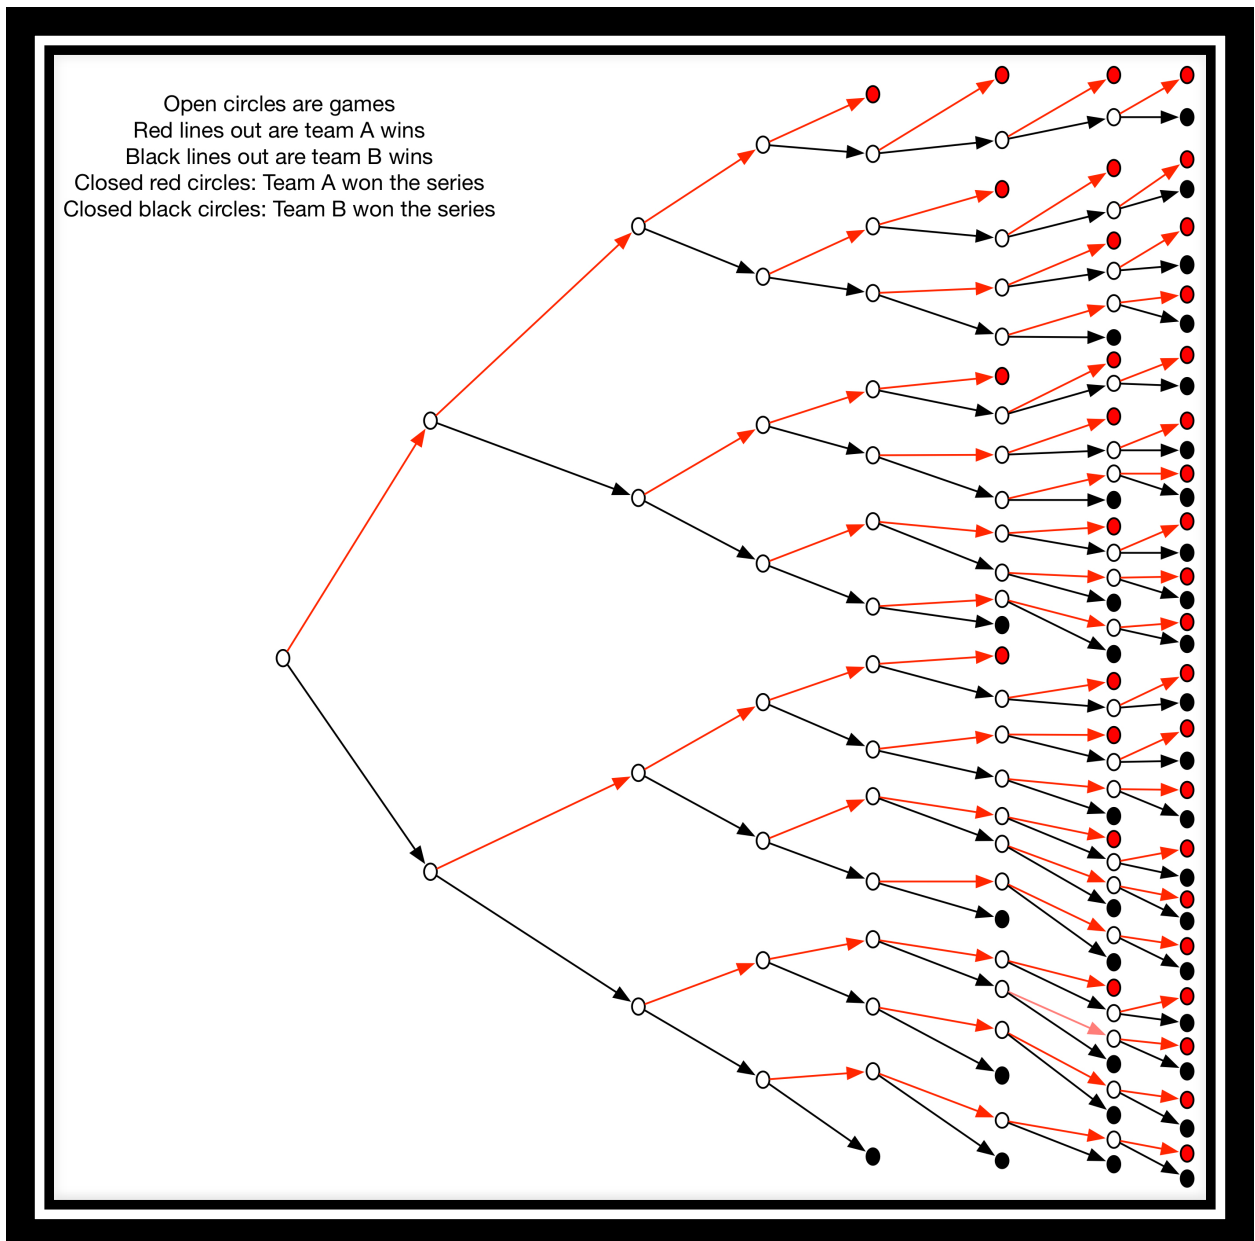 Open circles are games
Red lines out are team A wins
Black lines out are team B wins
Closed red circles: Team A won the series
Closed black circles: Team B won the series